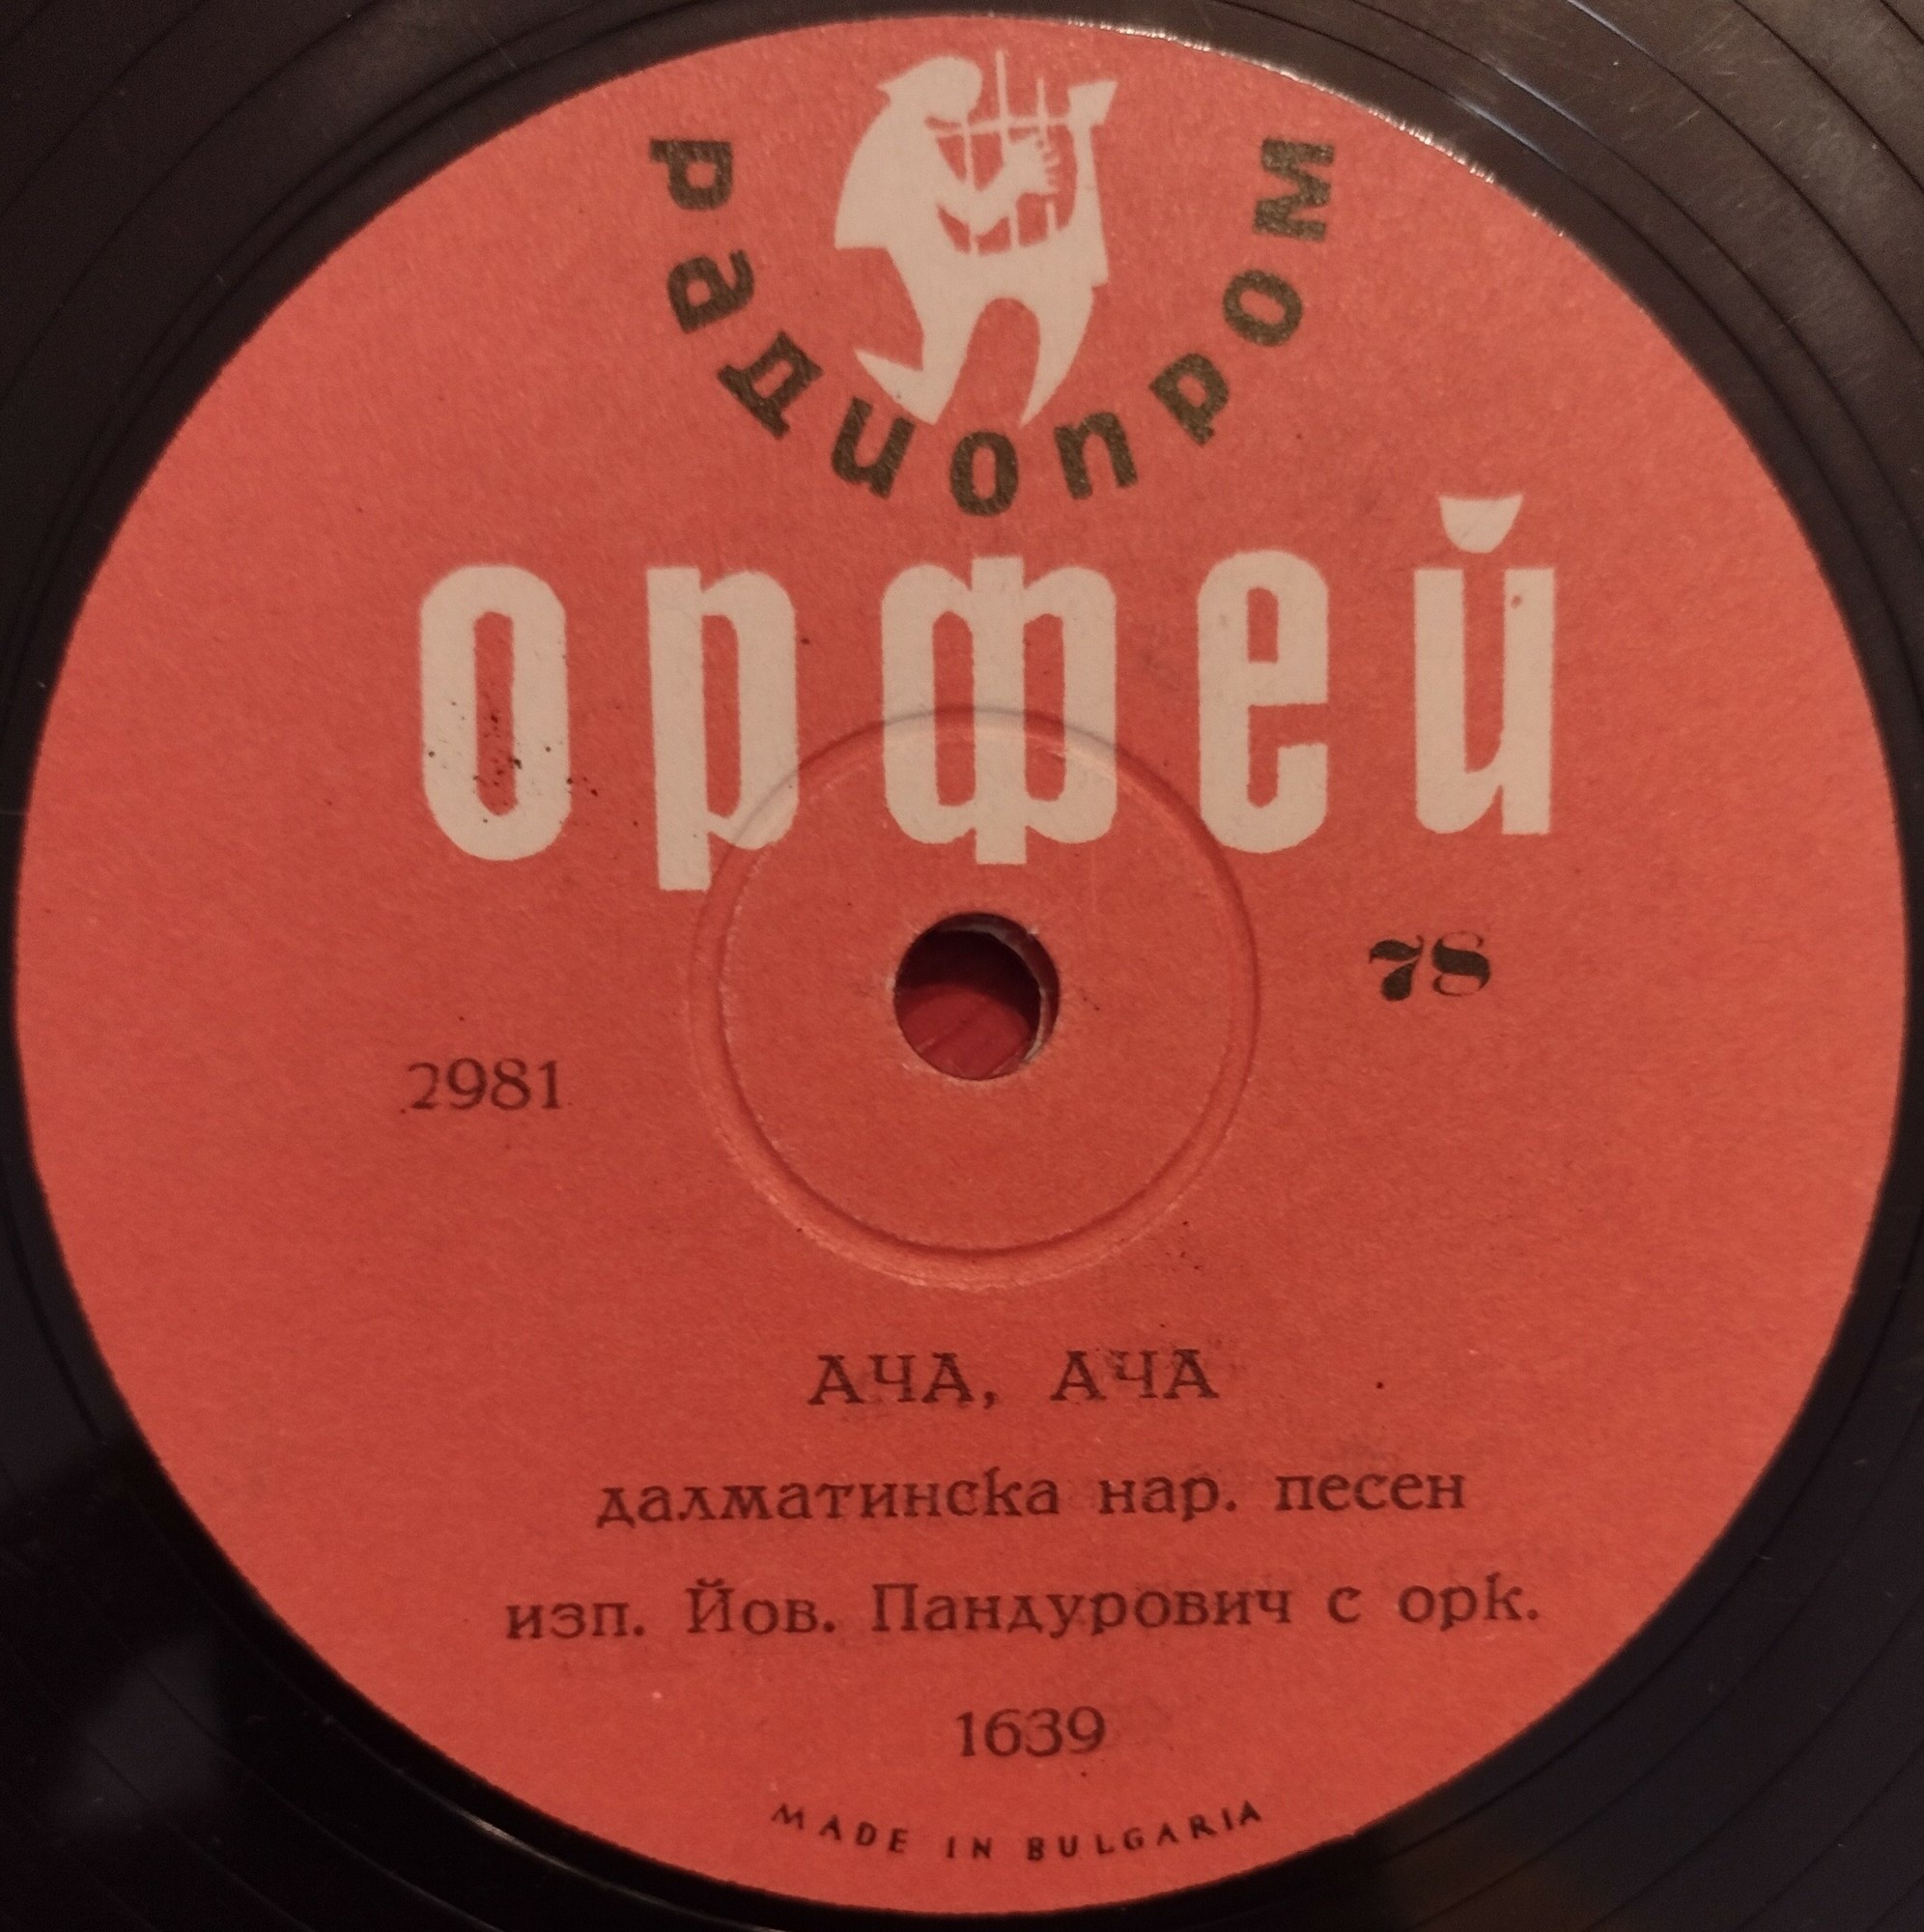 радиопром
орфей
78
2981
АЧА, АЧА
далматинска нар. песен
изп. Йов. Пандурович с орк.
1639
MADE IN BULGARIA